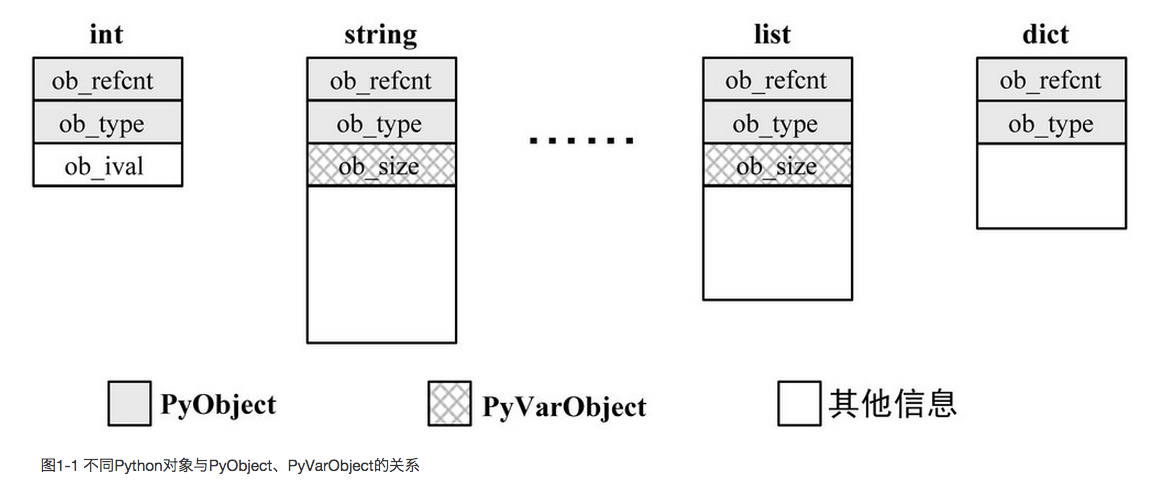 int string list dict
ob_refcnt ob_refcnt ob_refcnt ob_refcnt
ob_type ob_type ...... ob_type ob_type
ob_ival ob_size ob_size
PyObject PyVarObject 其他信息
图1-1 不同Python对象与PyObject、PyVarObject的关系